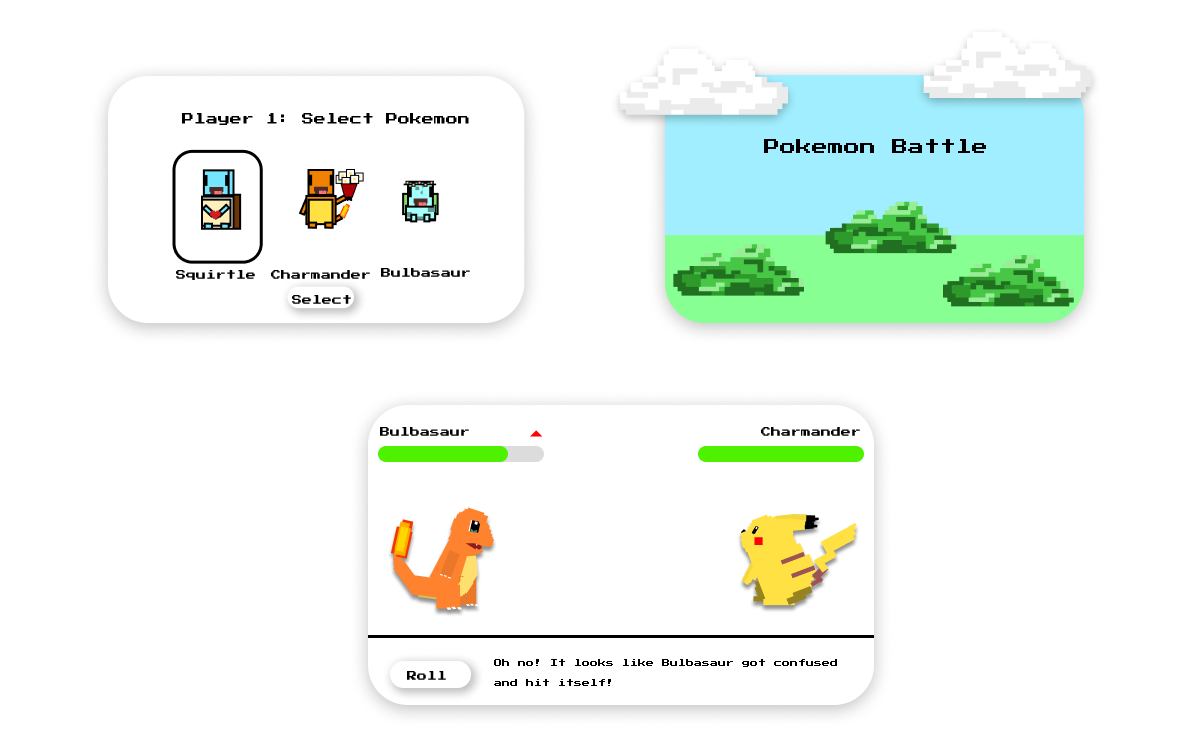 Player 1: Select Pokemon
Squirtle
Charmander
Bulbasaur
Select
Pokemon Battle
Bulbasaur
Charmander
Roll
Oh no! It looks like Bulbasaur got confused
and hit itself!